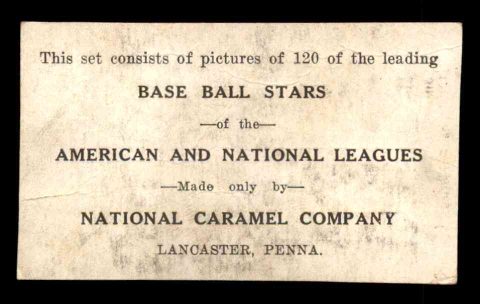 This set consists of pictures of 120 of the leading
BASE BALL STARS
—of the—
AMERICAN AND NATIONAL LEAGUES
—Made only by—
NATIONAL CARAMEL COMPANY
LANCASTER, PENNA.